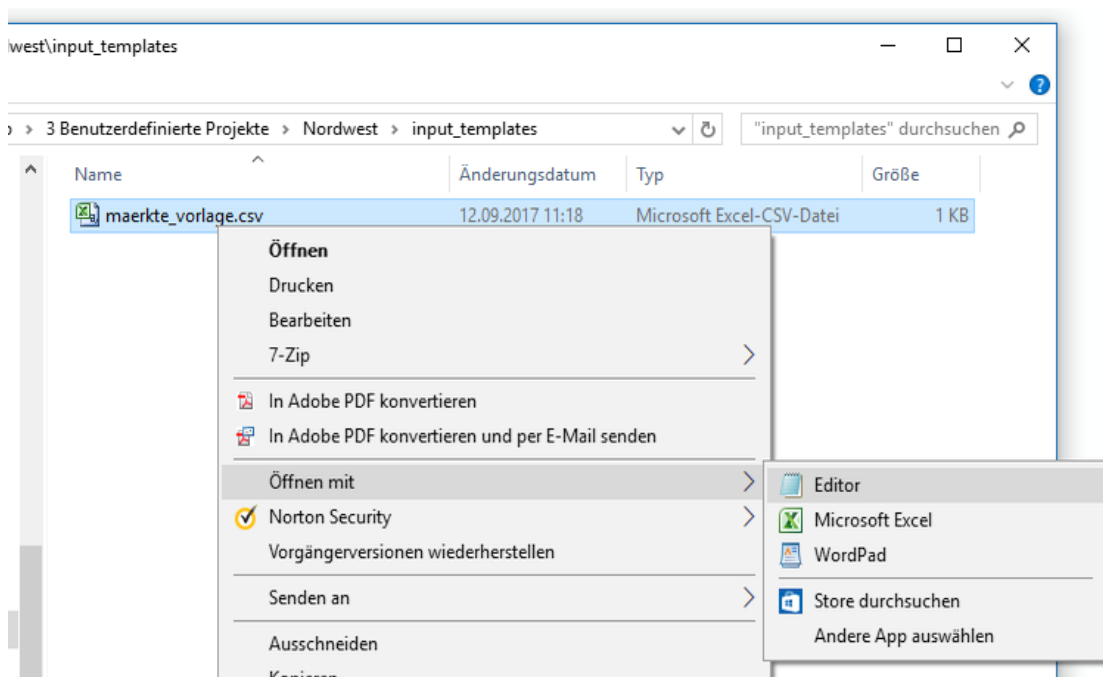 west\input_templates
3 Benutzerdefinierte Projekte › Nordwest › input_templates
"input_templates" durchsuchen
Name Änderungsdatum Typ Größe
maerkte_vorlage.csv 12.09.2017 11:18 Microsoft Excel-CSV-Datei 1 KB
Öffnen
Drucken
Bearbeiten
7-Zip
In Adobe PDF konvertieren
In Adobe PDF konvertieren und per E-Mail senden
Öffnen mit
Norton Security
Vorgängerversionen wiederherstellen
Senden an
Ausschneiden
Kopieren
Editor
Microsoft Excel
WordPad
Store durchsuchen
Andere App auswählen